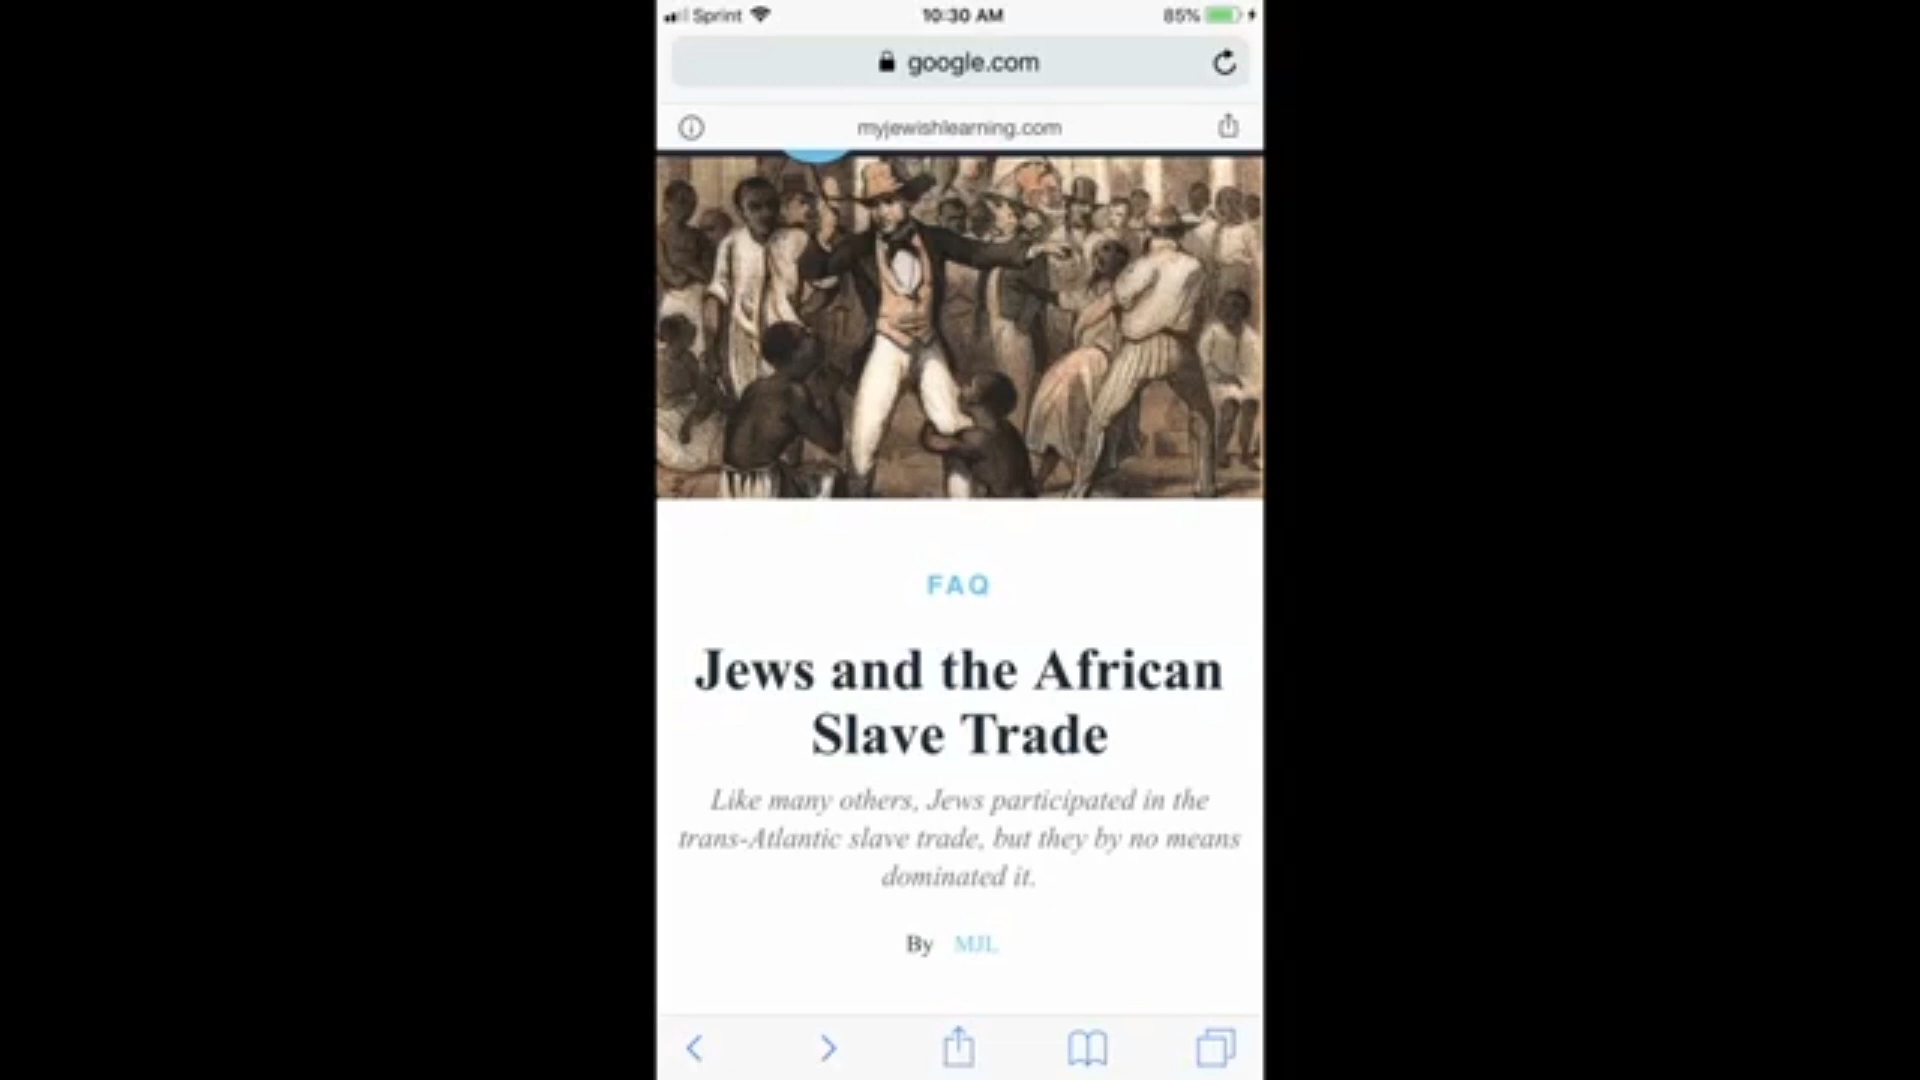 Sprint 10:30 AM 85%
google.com
myjewishlearning.com
FAQ
Jews and the African
Slave Trade
Like many others, Jews participated in the
trans-Atlantic slave trade, but they by no means
dominated it.
By MJL